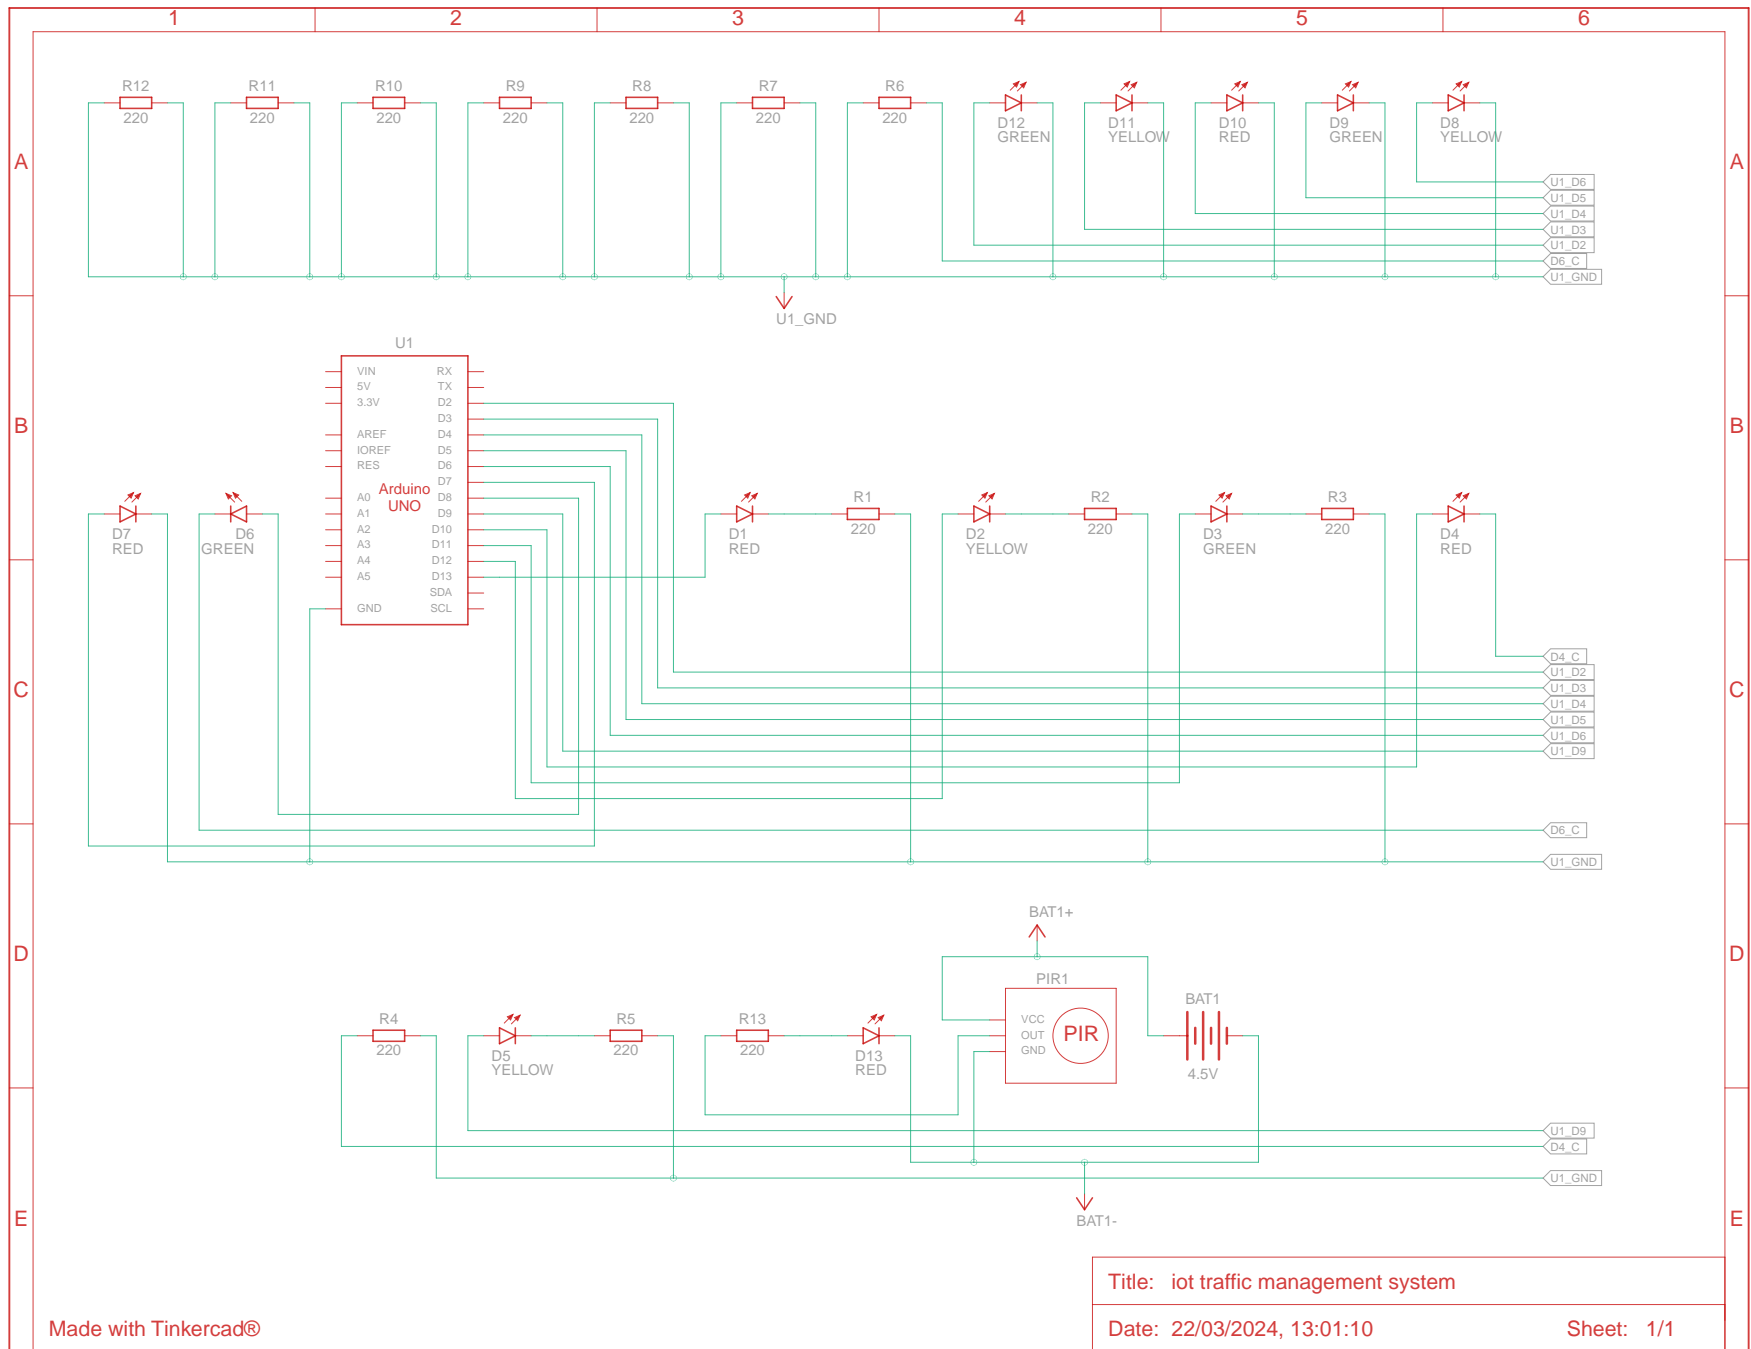 1 2 3 4 5 6
R12 R11 R10 R9 R8 R7 R6
220 220 220 220 220 220 220
D12 D11 D10 D9 D8
GREEN YELLOW RED GREEN YELLOW
A A
U1_D6
U1_D5
U1_D4
U1_D3
U1_D2
D6_C
U1_GND
U1_GND
U1
VIN RX
5V TX
3.3V D2
D3
AREF D4
IOREF D5
RES D6
D7
A0 D8
A1 D9
A2 D10
A3 D11
A4 D12
A5 D13
SDA
GND SCL
Arduino
UNO
B B
R1 R2 R3
220 220 220
D7 D6 D1 D2 D3 D4
RED GREEN RED YELLOW GREEN RED
D4_C
U1_D2
C C
U1_D3
U1_D4
U1_D5
U1_D6
U1_D9
D6_C
U1_GND
BAT1+
D D
PIR1
BAT1
R4 R5 R13
220 220 220
VCC
OUT
GND
PIR
4.5V
D5 D13
YELLOW RED
U1_D9
D4_C
U1_GND
BAT1-
E E
Title: iot traffic management system
Made with Tinkercad®
Date: 22/03/2024, 13:01:10 Sheet: 1/1